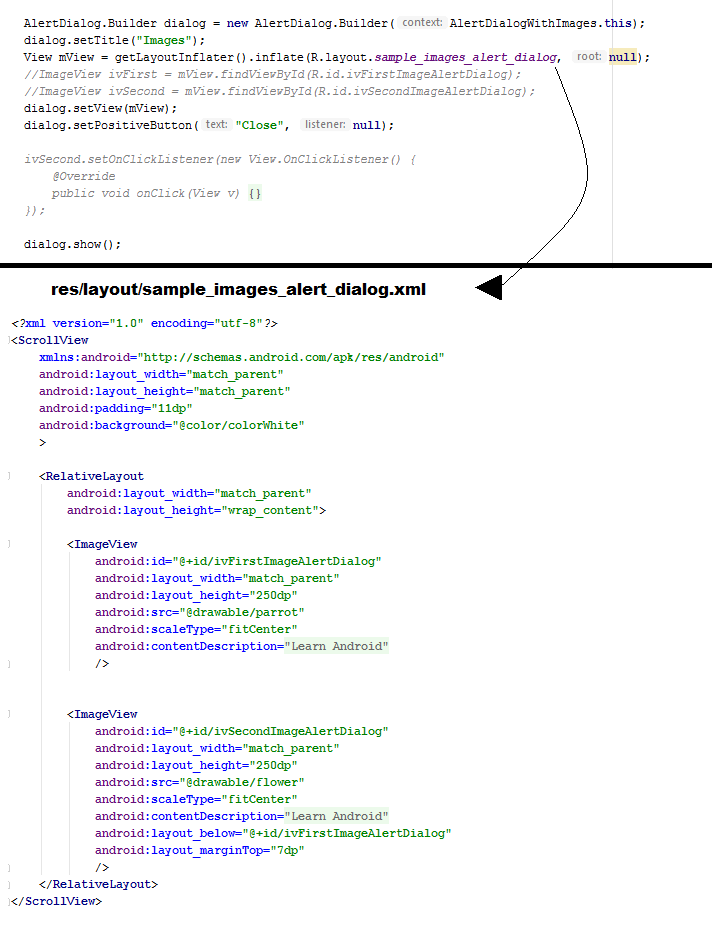 AlertDialog.Builder dialog = new AlertDialog.Builder( context: AlertDialogWithImages.this);
dialog.setTitle("Images");
View mView = getLayoutInflater().inflate(R.layout.sample_images_alert_dialog, root: null);
//ImageView ivFirst = mView.findViewById(R.id.ivFirstImageAlertDialog);
//ImageView ivSecond = mView.findViewById(R.id.ivSecondImageAlertDialog);
dialog.setView(mView);
dialog.setPositiveButton( text: "Close", listener: null);
ivSecond.setOnClickListener(new View.OnClickListener() {
@Override
public void onClick(View v) {}
});
dialog.show();
res/layout/sample_images_alert_dialog.xml
<?xml version="1.0" encoding="utf-8"?>
<ScrollView
xmlns:android="http://schemas.android.com/apk/res/android"
android:layout_width="match_parent"
android:layout_height="match_parent"
android:padding="11dp"
android:background="@color/colorWhite"
>
<RelativeLayout
android:layout_width="match_parent"
android:layout_height="wrap_content">
<ImageView
android:id="@+id/ivFirstImageAlertDialog"
android:layout_width="match_parent"
android:layout_height="250dp"
android:src="@drawable/parrot"
android:scaleType="fitCenter"
android:contentDescription="Learn Android"
/>
<ImageView
android:id="@+id/ivSecondImageAlertDialog"
android:layout_width="match_parent"
android:layout_height="250dp"
android:src="@drawable/flower"
android:scaleType="fitCenter"
android:contentDescription="Learn Android"
android:layout_below="@+id/ivFirstImageAlertDialog"
android:layout_marginTop="7dp"
/>
</RelativeLayout>
</ScrollView>